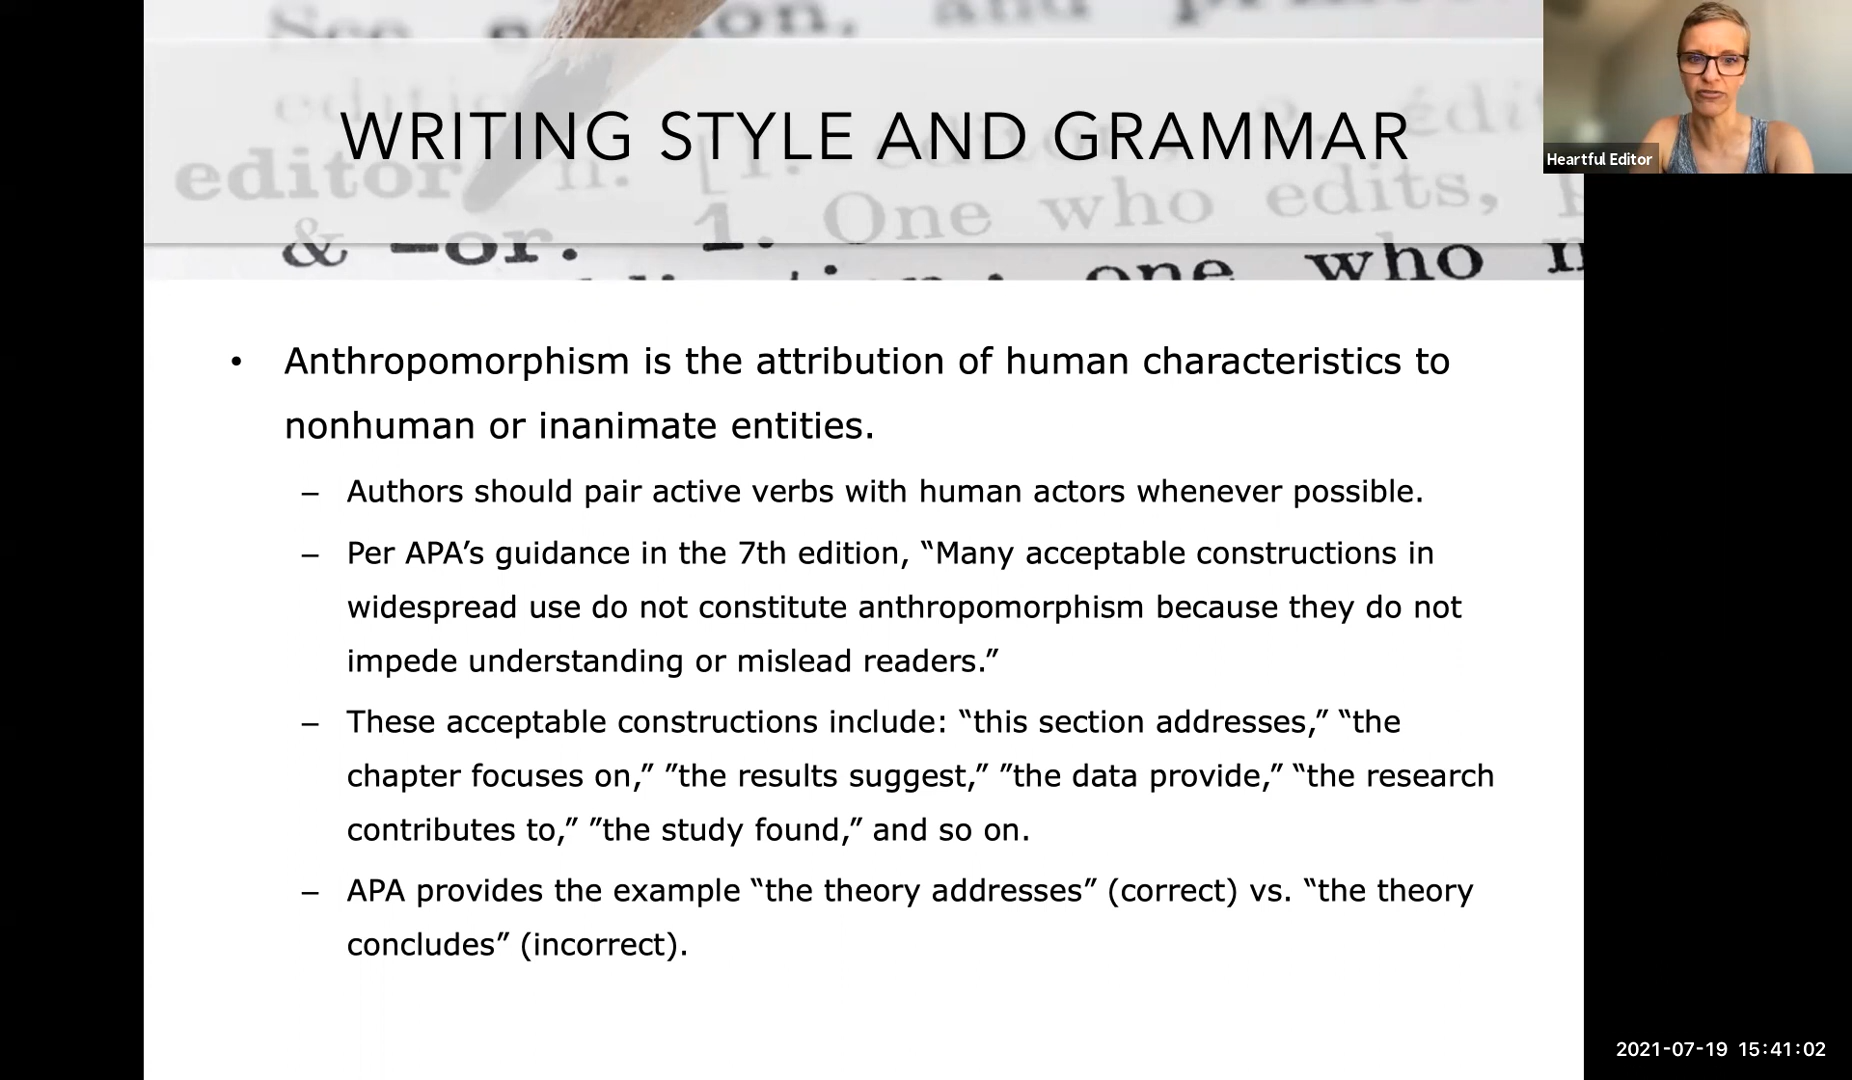 See and
edition
WRITING STYLE AND GRAMMAR
editor n. [1. edi
& -or. 1. One who edits,
one who
Heartful Editor
• Anthropomorphism is the attribution of human characteristics to
nonhuman or inanimate entities.
– Authors should pair active verbs with human actors whenever possible.
– Per APA’s guidance in the 7th edition, “Many acceptable constructions in
widespread use do not constitute anthropomorphism because they do not
impede understanding or mislead readers.”
– These acceptable constructions include: “this section addresses,” “the
chapter focuses on,” ”the results suggest,” ”the data provide,” “the research
contributes to,” ”the study found,” and so on.
– APA provides the example “the theory addresses” (correct) vs. “the theory
concludes” (incorrect).
2021-07-19 15:41:02